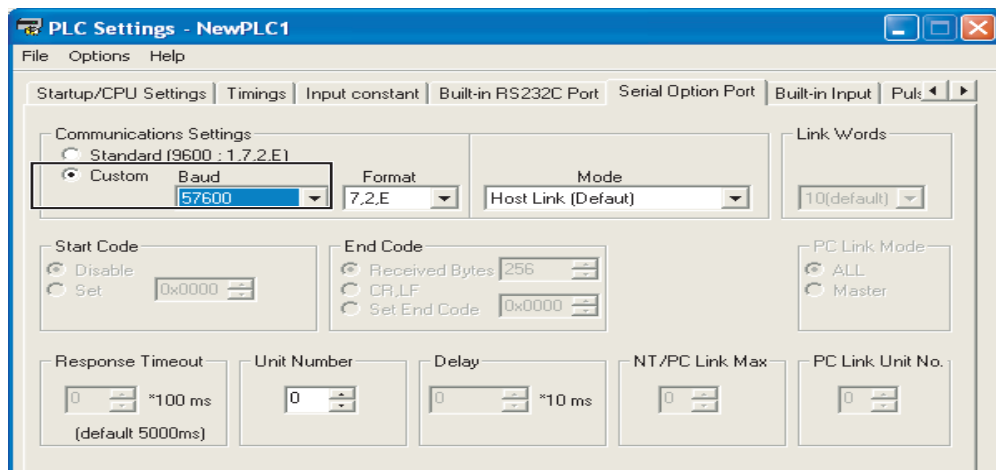 PLC Settings - NewPLC1
File Options Help
Startup/CPU Settings Timings Input constant Built-in RS232C Port Serial Option Port Built-in Input Puls
Communications Settings Link Words
Standard (9600 ; 1,7,2,E)
Custom Baud Format Mode
57600 7,2,E Host Link (Defaut) 10(default)
Start Code End Code PC Link Mode
Disable Received Bytes 256 ALL
Set 0x0000 CR,LF Master
Set End Code 0x0000
Response Timeout Unit Number Delay NT/PC Link Max PC Link Unit No.
0 *100 ms 0 0 *10 ms 0 0
(default 5000ms)